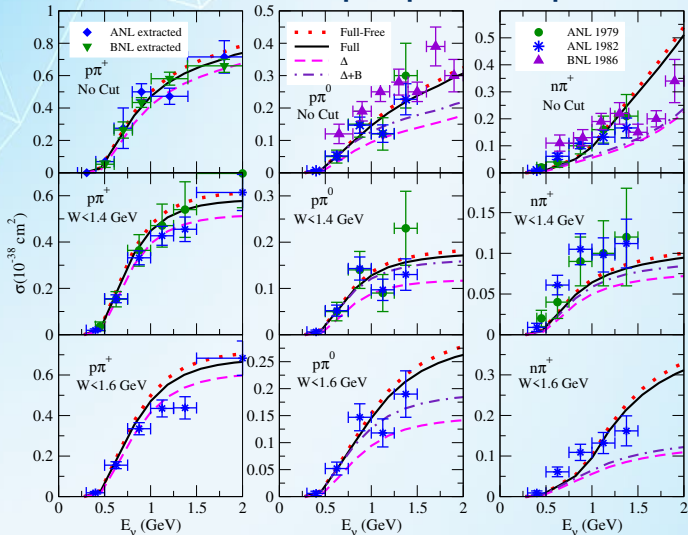 ANL extracted
BNL extracted
pπ⁺
No Cut
Full-Free
Full
Δ
Δ+B
pπ⁰
No Cut
ANL 1979
ANL 1982
BNL 1986
nπ⁺
No Cut
1
0.8
0.6
0.4
0.2
0
0.5
0.4
0.3
0.2
0.1
0
0.5
0.4
0.3
0.2
0.1
0
pπ⁺
W<1.4 GeV
pπ⁰
W<1.4 GeV
nπ⁺
W<1.4 GeV
0.6
0.4
0.2
0
0.3
0.2
0.1
0
0.15
0.1
0.05
0
σ(10⁻³⁸ cm²)
pπ⁺
W<1.6 GeV
pπ⁰
W<1.6 GeV
nπ⁺
W<1.6 GeV
0.6
0.4
0.2
0
0.25
0.2
0.15
0.1
0.05
0
0.3
0.2
0.1
0
0 0.5 1 1.5 2
0 0.5 1 1.5 2
0 0.5 1 1.5 2
Eν (GeV)
Eν (GeV)
Eν (GeV)